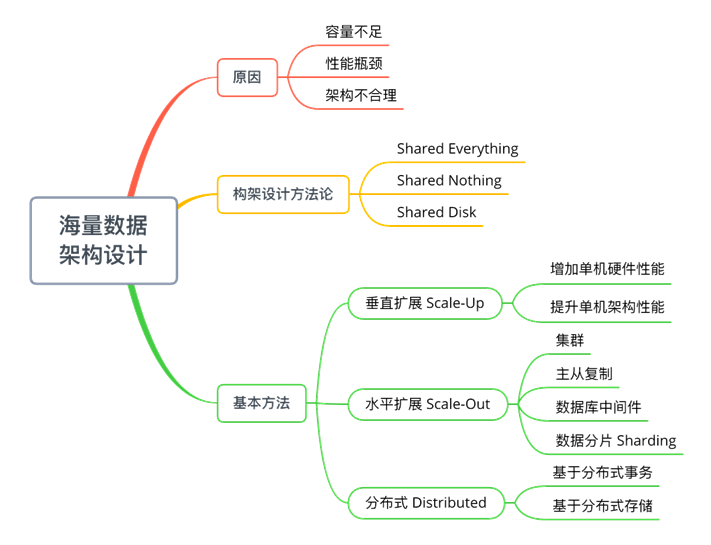 海量数据
架构设计
原因
容量不足
性能瓶颈
架构不合理
构架设计方法论
Shared Everything
Shared Nothing
Shared Disk
基本方法
垂直扩展 Scale-Up
增加单机硬件性能
提升单机架构性能
水平扩展 Scale-Out
集群
主从复制
数据库中间件
数据分片 Sharding
分布式 Distributed
基于分布式事务
基于分布式存储